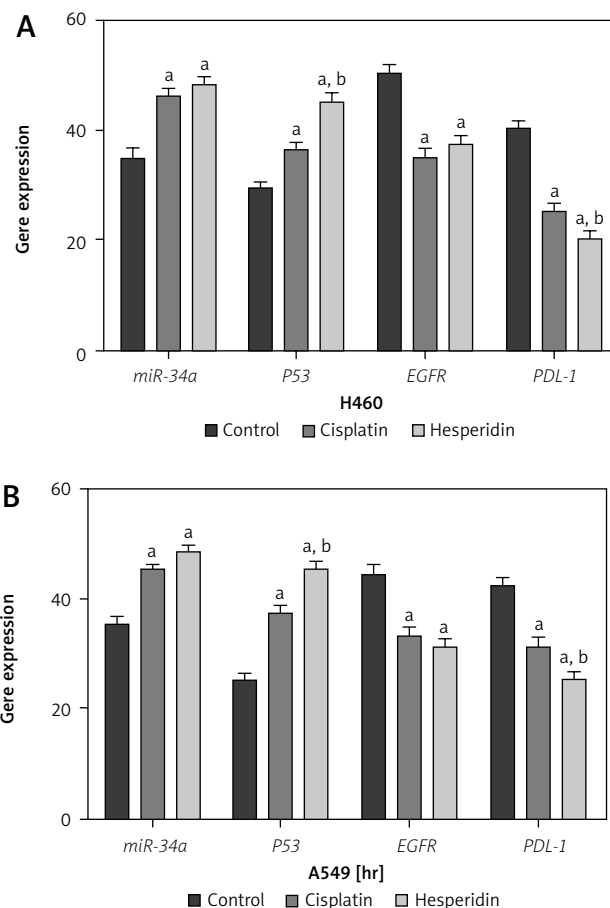 A
60
40
20
0
Gere expression
a
a
a
a, b
a
a
a
a, b
miR-34a P53 EGFR PDL-1
H460
Control Cisplatin Hesperidin
B
60
40
20
0
Gere expression
a
a
a
a, b
a
a
a
a, b
miR-34a P53 EGFR PDL-1
A549 [hr]
Control Cisplatin Hesperidin